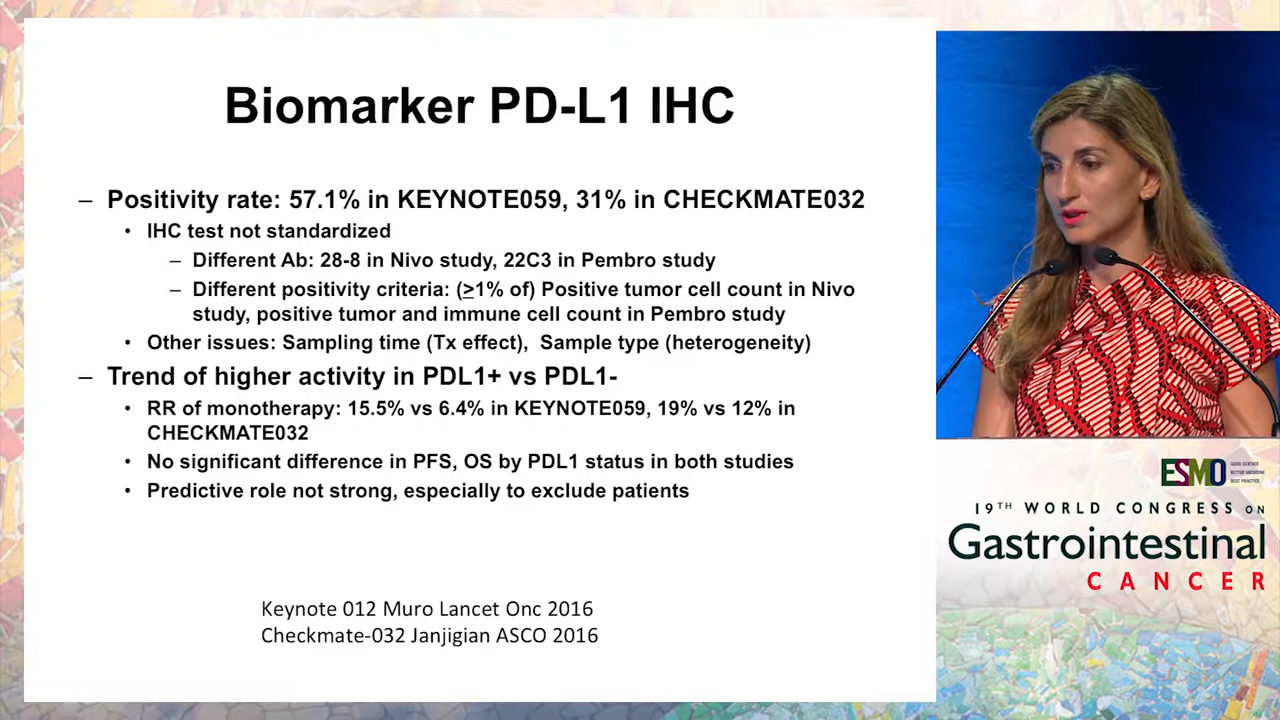 Biomarker PD-L1 IHC
– Positivity rate: 57.1% in KEYNOTE059, 31% in CHECKMATE032
• IHC test not standardized
– Different Ab: 28-8 in Nivo study, 22C3 in Pembro study
– Different positivity criteria: (≥1% of) Positive tumor cell count in Nivo
study, positive tumor and immune cell count in Pembro study
• Other issues: Sampling time (Tx effect), Sample type (heterogeneity)
– Trend of higher activity in PDL1+ vs PDL1-
• RR of monotherapy: 15.5% vs 6.4% in KEYNOTE059, 19% vs 12% in
CHECKMATE032
• No significant difference in PFS, OS by PDL1 status in both studies
• Predictive role not strong, especially to exclude patients
Keynote 012 Muro Lancet Onc 2016
Checkmate-032 Janjigian ASCO 2016
ESMO
GOOD SCIENCE
BETTER MEDICINE
BEST PRACTICE
19TH WORLD CONGRESS ON
Gastrointestinal
CANCER